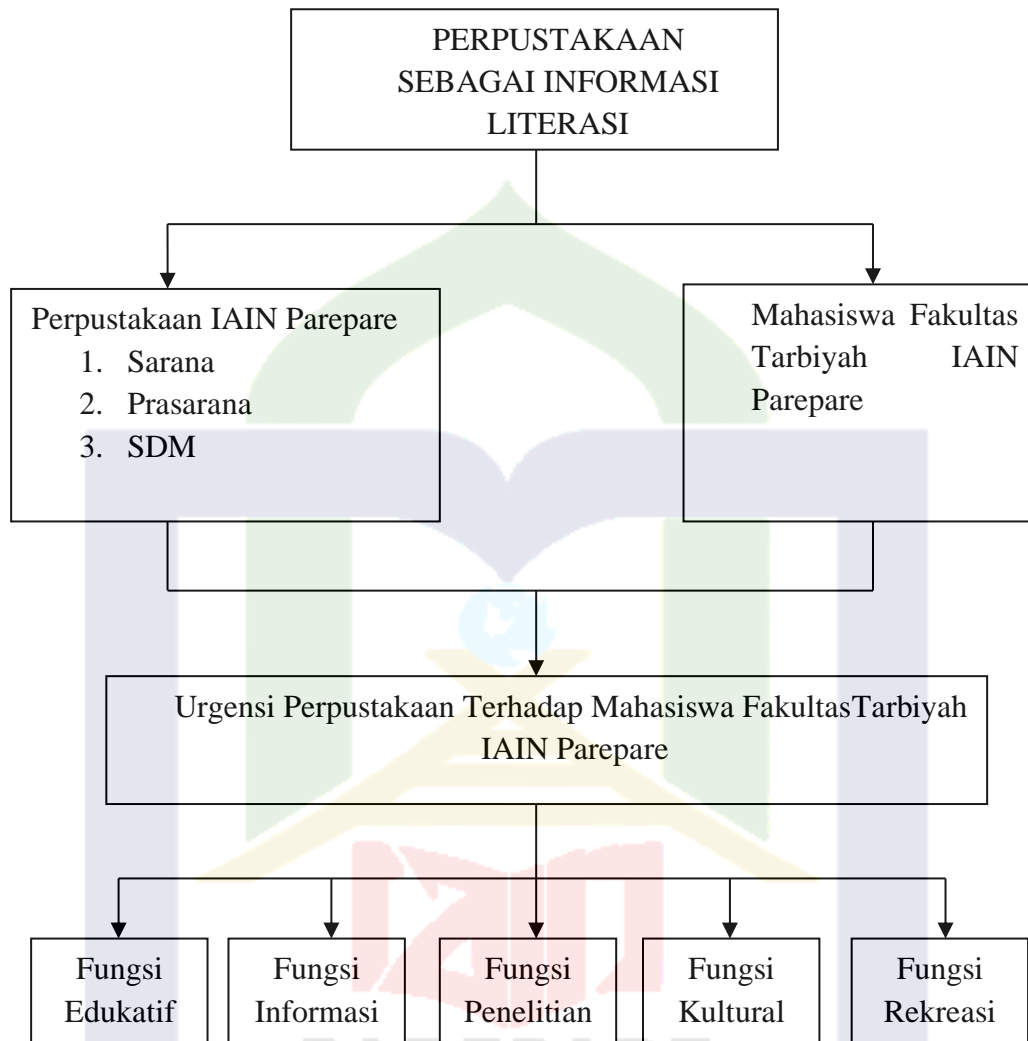 PERPUSTAKAAN
SEBAGAI INFORMASI
LITERASI
Perpustakaan IAIN Parepare
1. Sarana
2. Prasarana
3. SDM
Mahasiswa Fakultas
Tarbiyah IAIN
Parepare
Urgensi Perpustakaan Terhadap Mahasiswa FakultasTarbiyah
IAIN Parepare
Fungsi
Edukatif
Fungsi
Informasi
Fungsi
Penelitian
Fungsi
Kultural
Fungsi
Rekreasi